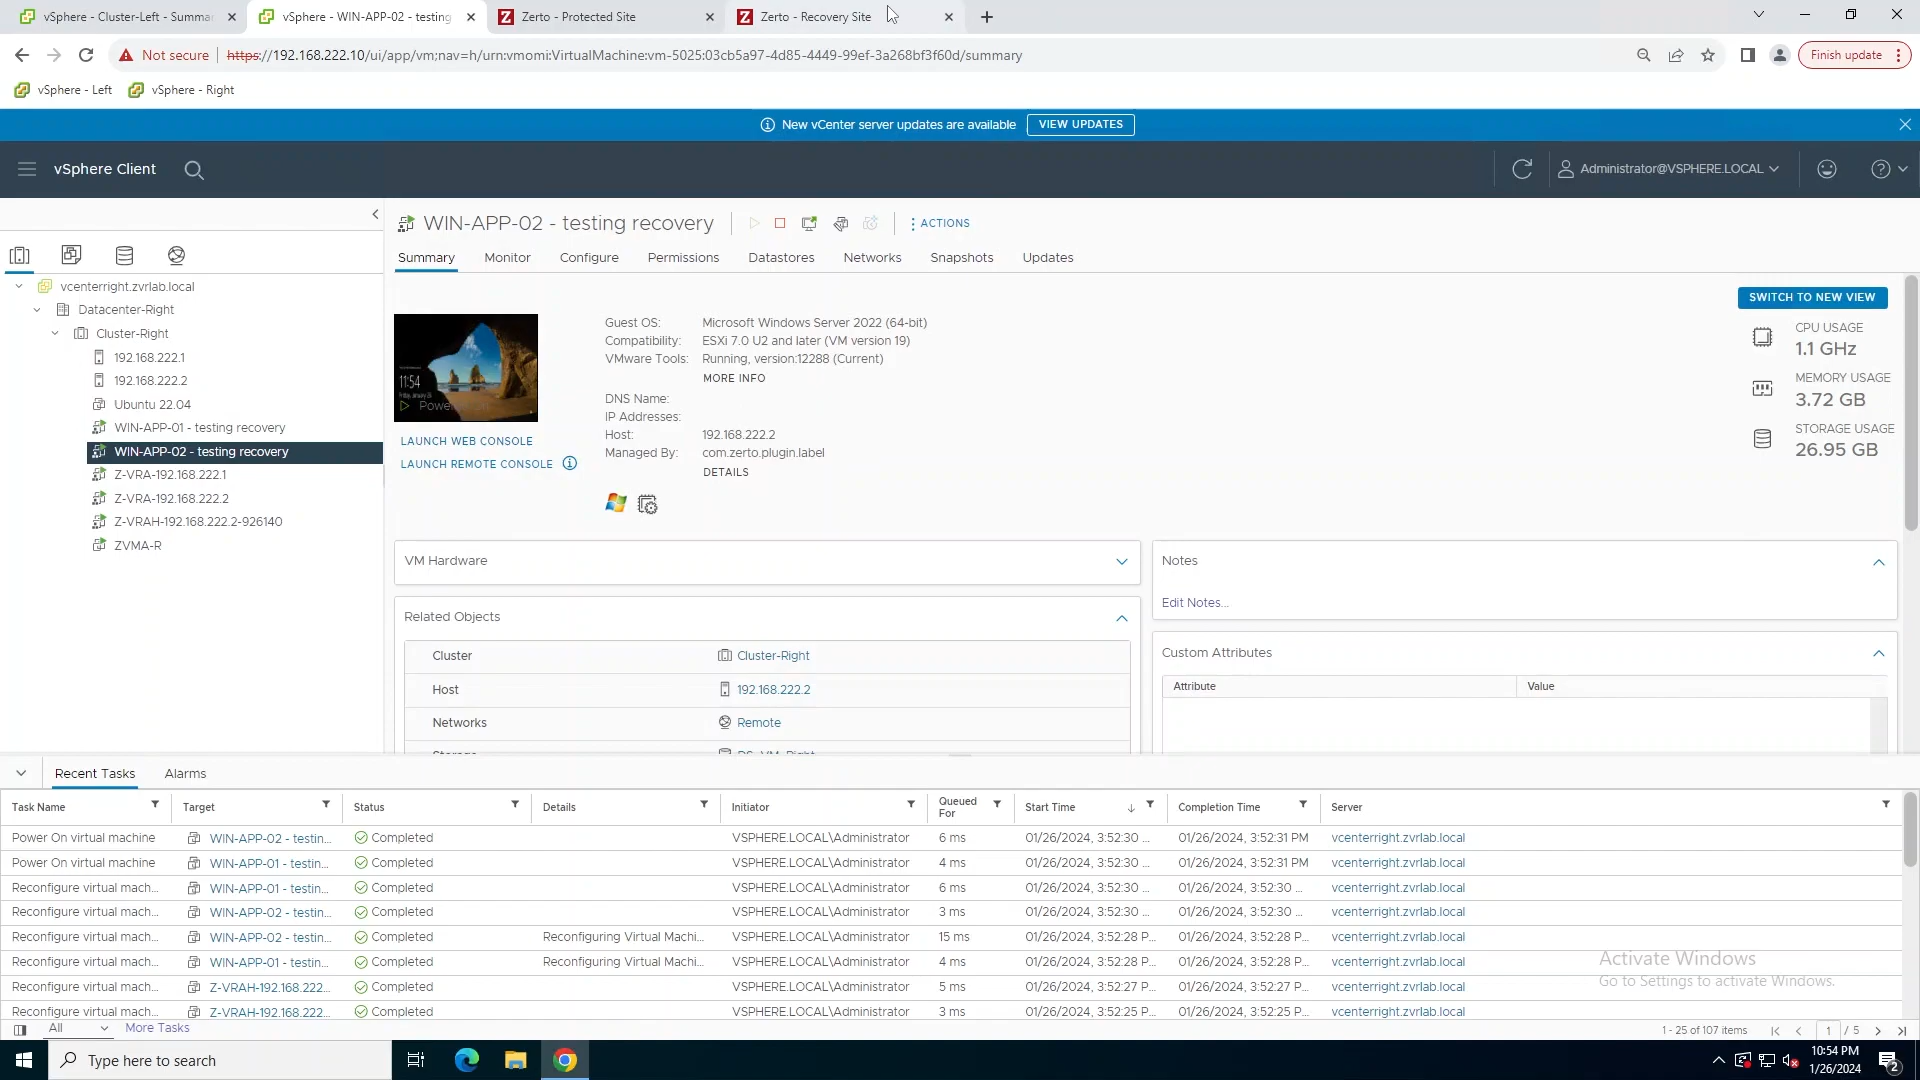 vSphere - Cluster-Left - Summa
vSphere - WIN-APP-02 - testing
Zerto - Protected Site
Zerto - Recovery Site
Not secure
https://192.168.222.10/ui/app/vm;nav=h/urn:vmomi:VirtualMachine:vm-5025:03cb5a97-4d85-4449-99ef-3a268bf3f60d/summary
Finish update
vSphere - Left
vSphere - Right
New vCenter server updates are available
VIEW UPDATES
vSphere Client
Administrator@VSPHERE.LOCAL
WIN-APP-02 - testing recovery
ACTIONS
Summary
Monitor
Configure
Permissions
Datastores
Networks
Snapshots
Updates
vcenterright.zvrlab.local
Datacenter-Right
Cluster-Right
192.168.222.1
192.168.222.2
Ubuntu 22.04
WIN-APP-01 - testing recovery
WIN-APP-02 - testing recovery
Z-VRA-192.168.222.1
Z-VRA-192.168.222.2
Z-VRAH-192.168.222.2-926140
ZVMA-R
11:54
LAUNCH WEB CONSOLE
LAUNCH REMOTE CONSOLE
Guest OS: Microsoft Windows Server 2022 (64-bit)
Compatibility: ESXi 7.0 U2 and later (VM version 19)
VMware Tools: Running, version:12288 (Current)
MORE INFO
DNS Name:
IP Addresses:
Host: 192.168.222.2
Managed By: com.zerto.plugin.label
DETAILS
SWITCH TO NEW VIEW
CPU USAGE
1.1 GHz
MEMORY USAGE
3.72 GB
STORAGE USAGE
26.95 GB
VM Hardware
Related Objects
Cluster Cluster-Right
Host 192.168.222.2
Networks Remote
Storage DS_VM_Right
Notes
Edit Notes...
Custom Attributes
Attribute Value
Recent Tasks
Alarms
Task Name Target Status Details Initiator Queued For Start Time Completion Time Server
Power On virtual machine WIN-APP-02 - testin... Completed VSPHERE.LOCAL\Administrator 6 ms 01/26/2024, 3:52:30 ... 01/26/2024, 3:52:31 PM vcenterright.zvrlab.local
Power On virtual machine WIN-APP-01 - testin... Completed VSPHERE.LOCAL\Administrator 4 ms 01/26/2024, 3:52:30 ... 01/26/2024, 3:52:31 PM vcenterright.zvrlab.local
Reconfigure virtual mach... WIN-APP-01 - testin... Completed VSPHERE.LOCAL\Administrator 6 ms 01/26/2024, 3:52:30 ... 01/26/2024, 3:52:30 ... vcenterright.zvrlab.local
Reconfigure virtual mach... WIN-APP-02 - testin... Completed VSPHERE.LOCAL\Administrator 3 ms 01/26/2024, 3:52:30 ... 01/26/2024, 3:52:30 ... vcenterright.zvrlab.local
Reconfigure virtual mach... WIN-APP-02 - testin... Completed Reconfiguring Virtual Machi... VSPHERE.LOCAL\Administrator 15 ms 01/26/2024, 3:52:28 P... 01/26/2024, 3:52:28 P... vcenterright.zvrlab.local
Reconfigure virtual mach... WIN-APP-01 - testin... Completed Reconfiguring Virtual Machi... VSPHERE.LOCAL\Administrator 4 ms 01/26/2024, 3:52:28 P... 01/26/2024, 3:52:28 P... vcenterright.zvrlab.local
Reconfigure virtual mach... Z-VRAH-192.168.222... Completed VSPHERE.LOCAL\Administrator 5 ms 01/26/2024, 3:52:27 P... 01/26/2024, 3:52:27 P... vcenterright.zvrlab.local
Reconfigure virtual mach... Z-VRAH-192.168.222... Completed VSPHERE.LOCAL\Administrator 3 ms 01/26/2024, 3:52:25 P... 01/26/2024, 3:52:25 P... vcenterright.zvrlab.local
Activate Windows
Go to Settings to activate Windows.
All
More Tasks
1 - 25 of 107 items
1 / 5
Type here to search
10:54 PM
1/26/2024
2